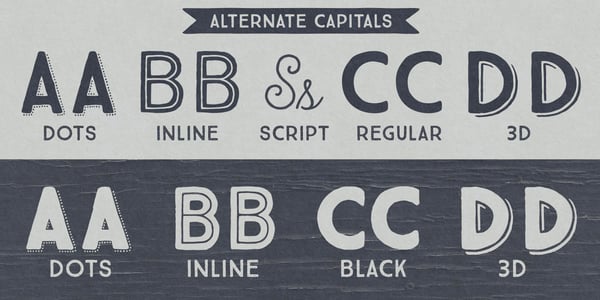 ALTERNATE CAPITALS
AA BB Ss CC DD
DOTS INLINE SCRIPT REGULAR 3D
AA BB CC DD
DOTS INLINE BLACK 3D